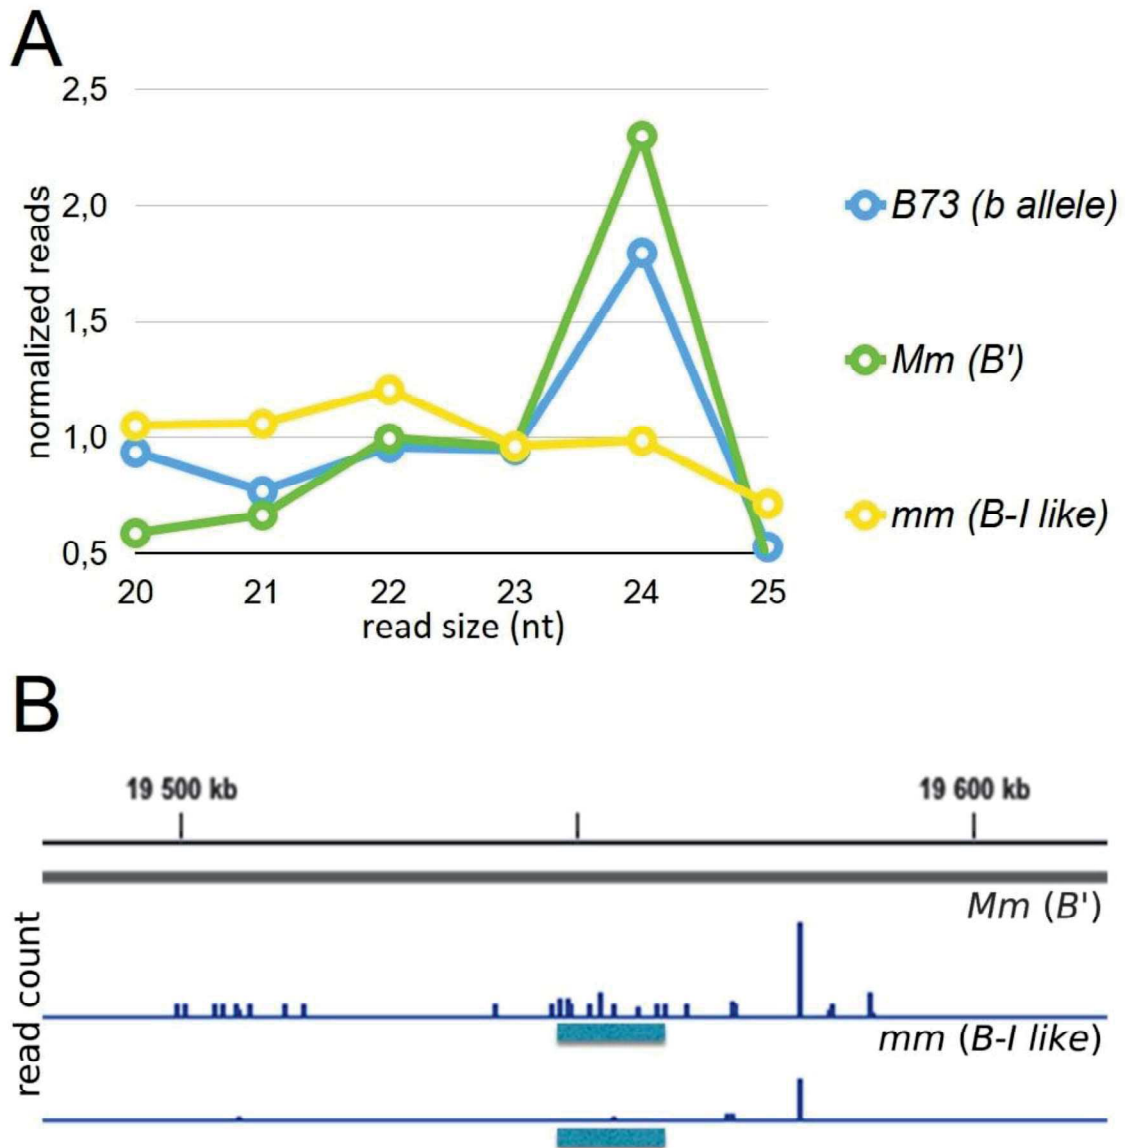 A
2,5
2,0
1,5
1,0
0,5
normalized reads
20 21 22 23 24 25
read size (nt)
B73 (b allele)
Mm (B')
mm (B-I like)
B
19 500 kb
19 600 kb
read count
Mm (B')
mm (B-I like)